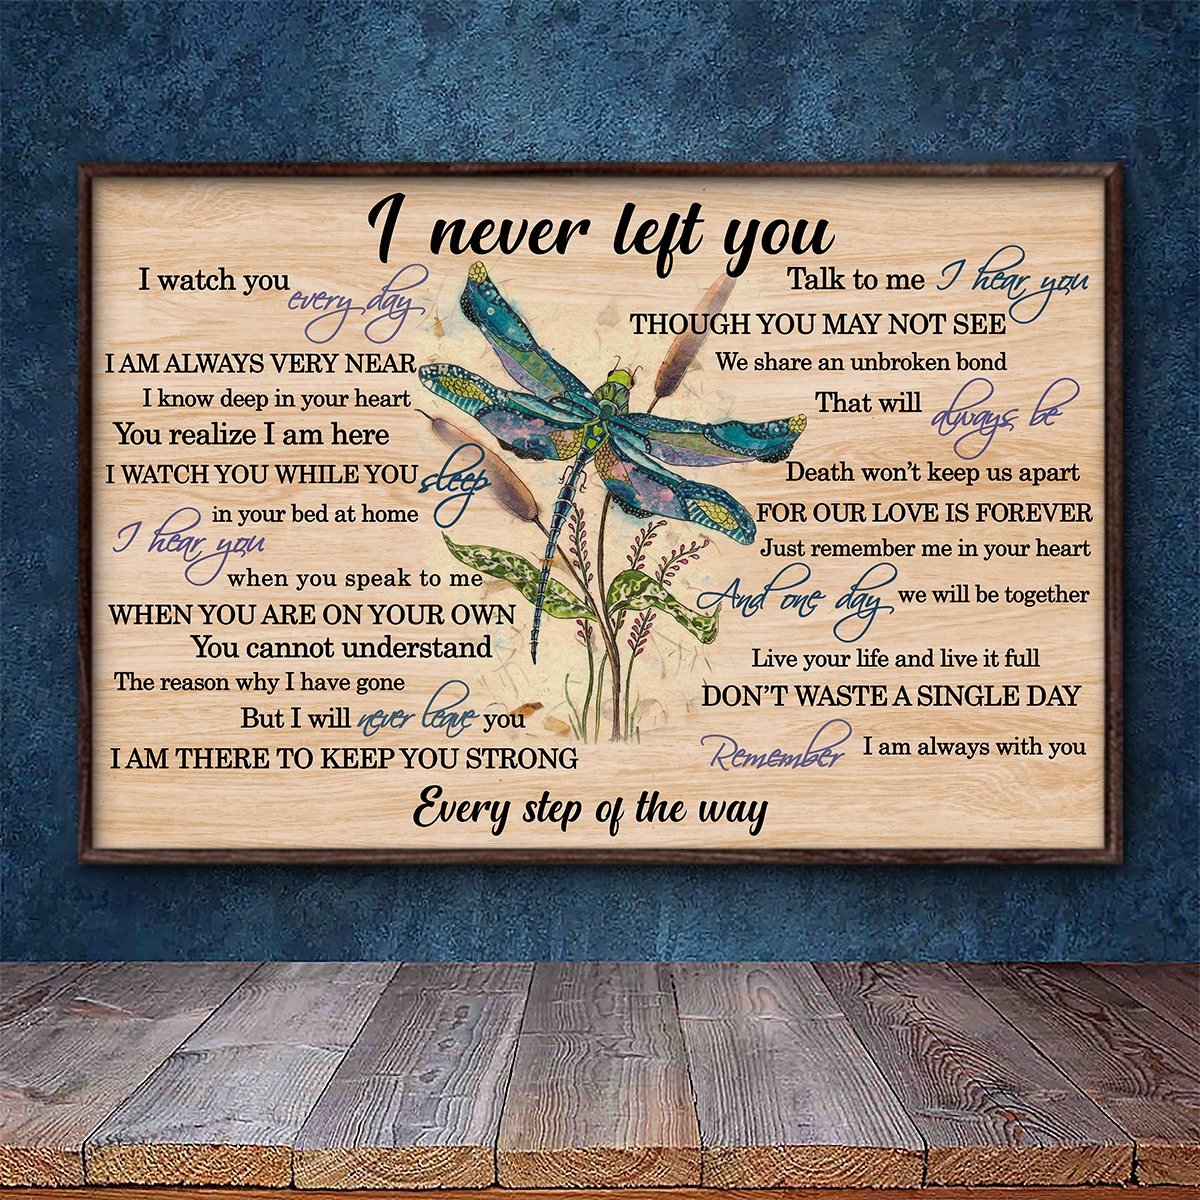 I never left you
I watch you every day
I AM ALWAYS VERY NEAR
I know deep in your heart
You realize I am here
I WATCH YOU WHILE YOU sleep
in your bed at home
I hear you
when you speak to me
WHEN YOU ARE ON YOUR OWN
You cannot understand
The reason why I have gone
But I will never leave you
I AM THERE TO KEEP YOU STRONG
Talk to me I hear you
THOUGH YOU MAY NOT SEE
We share an unbroken bond
That will always be
Death won't keep us apart
FOR OUR LOVE IS FOREVER
Just remember me in your heart
And one day we will be together
Live your life and live it full
DON'T WASTE A SINGLE DAY
Remember I am always with you
Every step of the way